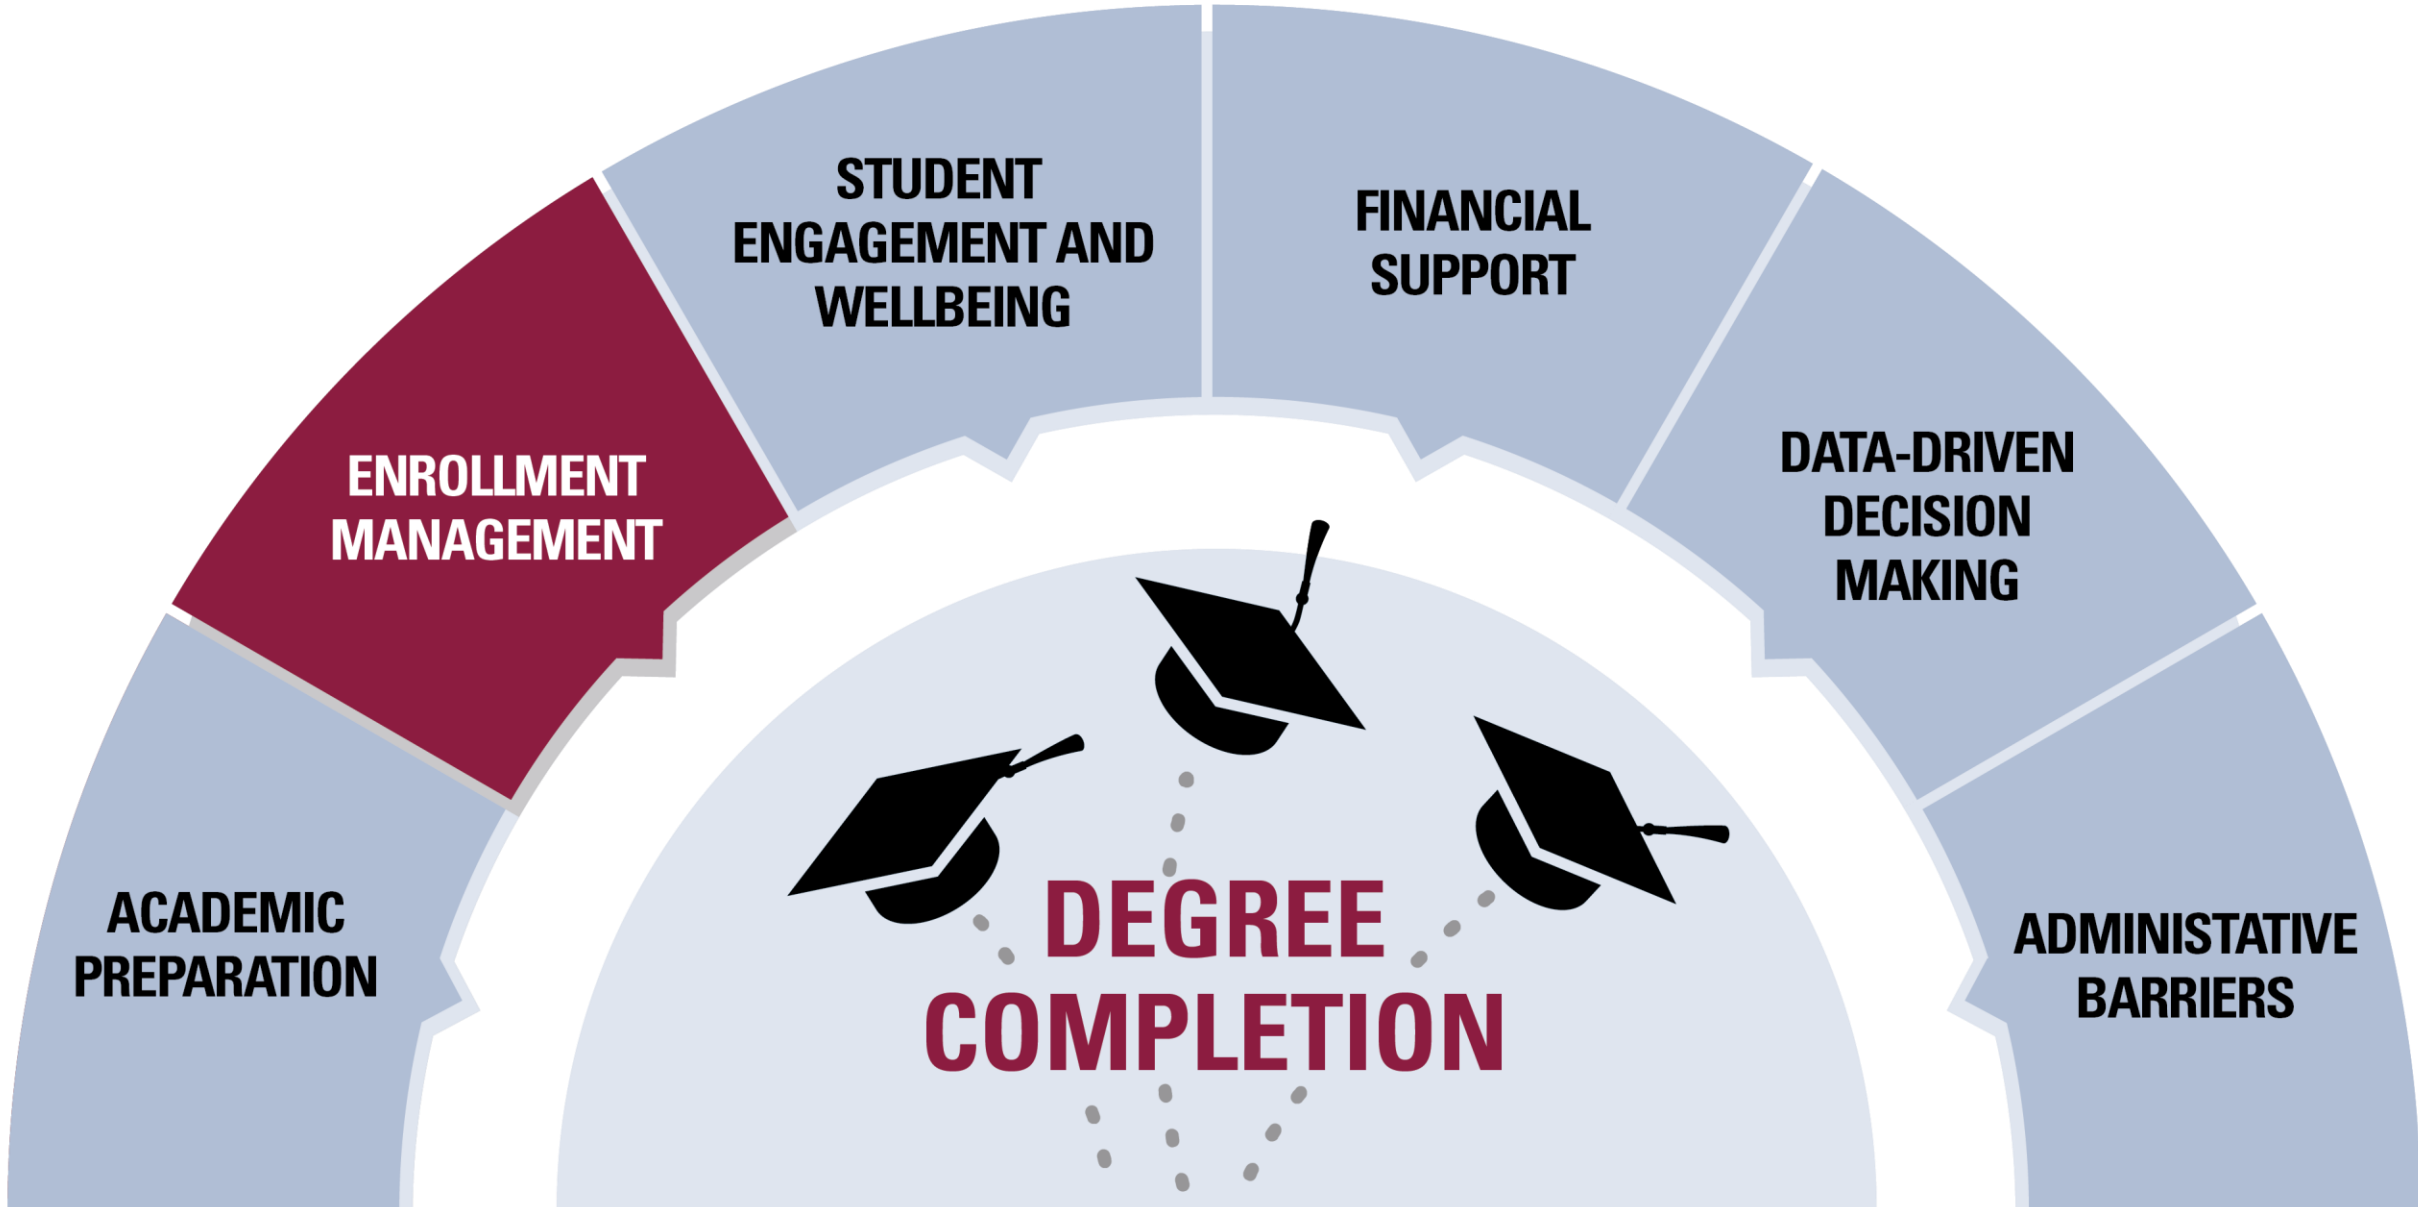 ACADEMIC
PREPARATION
ENROLLMENT
MANAGEMENT
STUDENT
ENGAGEMENT AND
WELLBEING
FINANCIAL
SUPPORT
DATA-DRIVEN
DECISION
MAKING
ADMINISTATIVE
BARRIERS
DEGREE
COMPLETION